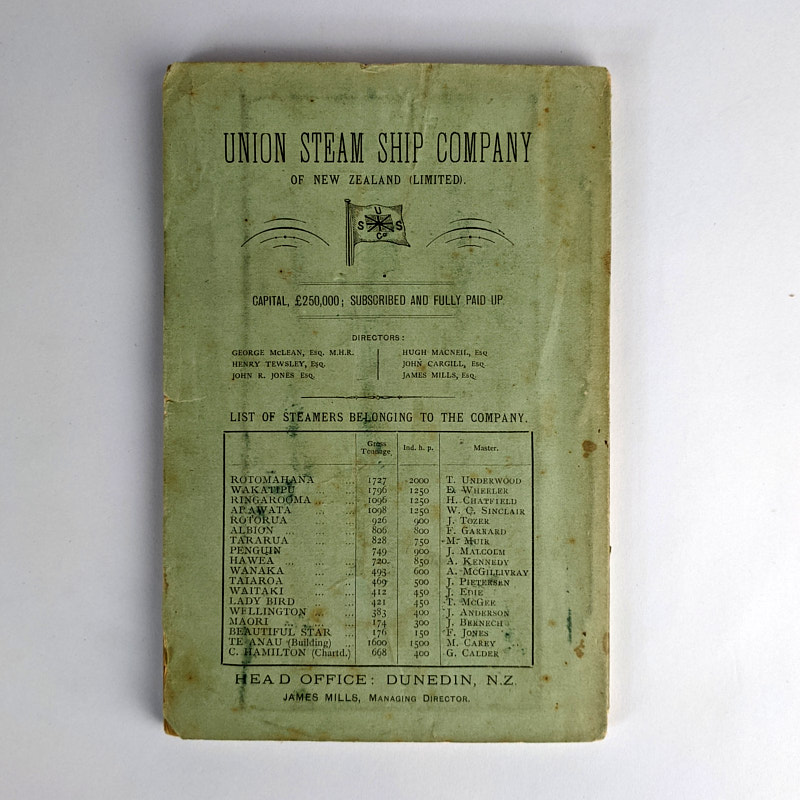 UNION STEAM SHIP COMPANY
OF NEW ZEALAND (LIMITED).
U
S S
Co
CAPITAL, £250,000; SUBSCRIBED AND FULLY PAID UP.
DIRECTORS:
GEORGE McLEAN, Esq. M.H.R. HUGH MACNEIL, Esq
HENRY TEWSLEY, Esq. JOHN CARGILL, Esq.
JOHN R. JONES Esq. JAMES MILLS, Esq.
LIST OF STEAMERS BELONGING TO THE COMPANY.
Gross Tonnage. Ind. h. p. Master.
ROTOMAHANA ... 1727 2000 T. Underwood
WAKATIPU ... 1796 1250 D. Wheeler
RINGAROOMA ... ... 1096 1250 H. Chatfield
ARAWATA ... ... 1098 1250 W. C. Sinclair
ROTORUA ... ... 926 900 J. Tozer
ALBION ... ... ... 806 800 F. Garrard
TARARUA ... ... 828 750 M. Muir
PENGUIN ... ... 749 900 J. Malcolm
HAWEA ... ... ... 720 850 A. Kennedy
WANAKA ... ... 493 600 A. McGillivray
TAIAROA ... ... 469 500 J. Pietersen
WAITAKI ... ... 412 450 J. Edie
LADY BIRD ... ... 421 450 T. McGee
WELLINGTON ... ... 383 400 J. Anderson
MAORI ... ... ... 174 300 J. Bernech
BEAUTIFUL STAR ... 176 150 F. Jones
TE ANAU (Building) ... 1600 1500 M. Carey
C. HAMILTON (Chartd.) 668 400 G. Calder
HEAD OFFICE: DUNEDIN, N.Z.
JAMES MILLS, Managing Director.